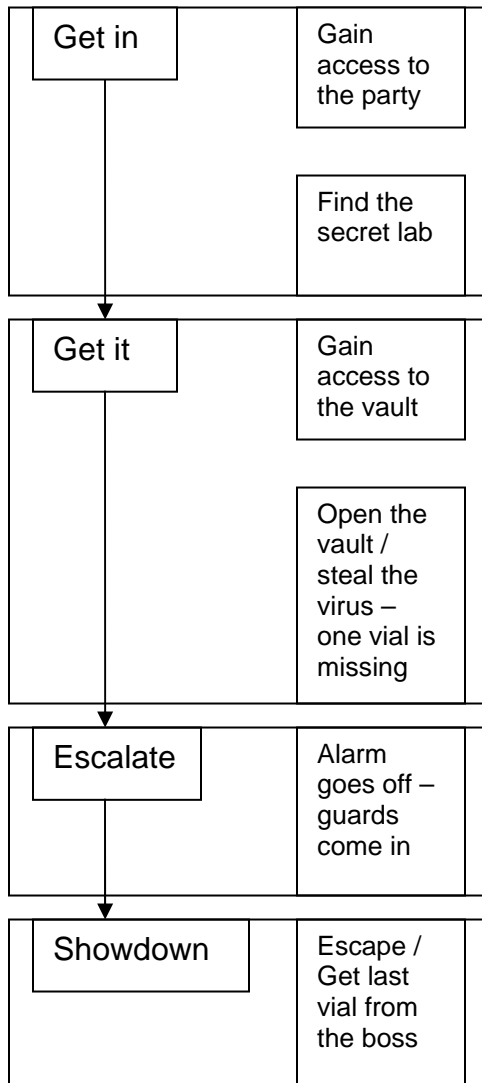 Get in
Gain
access to
the party
Find the
secret lab
Get it
Gain
access to
the vault
Open the
vault /
steal the
virus –
one vial is
missing
Escalate
Alarm
goes off –
guards
come in
Showdown
Escape /
Get last
vial from
the boss